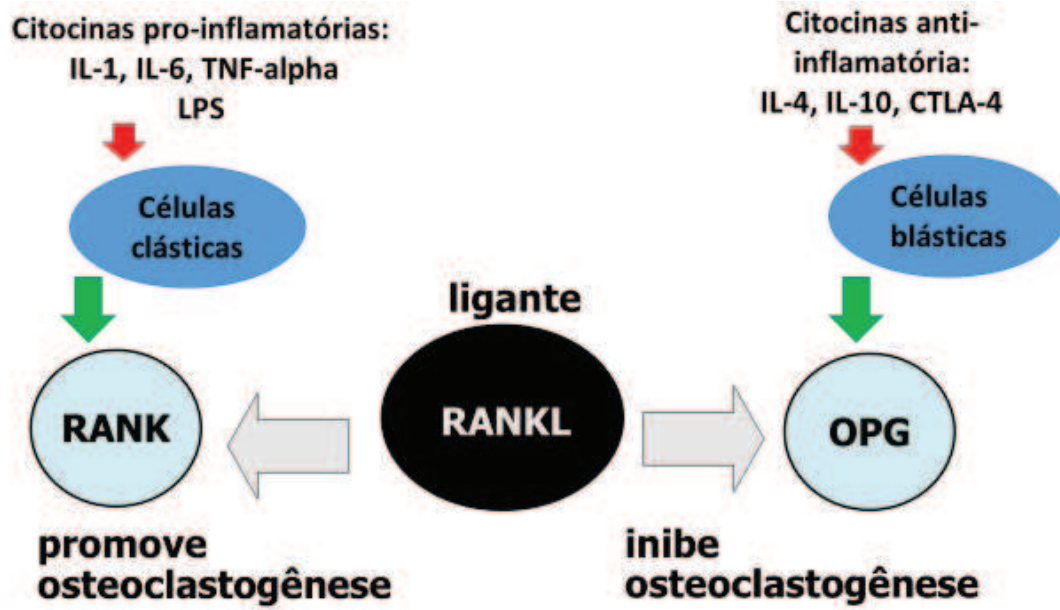 Citocinas pro-inflamatórias:
IL-1, IL-6, TNF-alpha
LPS
Citocinas anti-
inflamatória:
IL-4, IL-10, CTLA-4
Células
clásticas
Células
blásticas
ligante
RANK
RANKL
OPG
promove
osteoclastogênese
inibe
osteoclastogênese